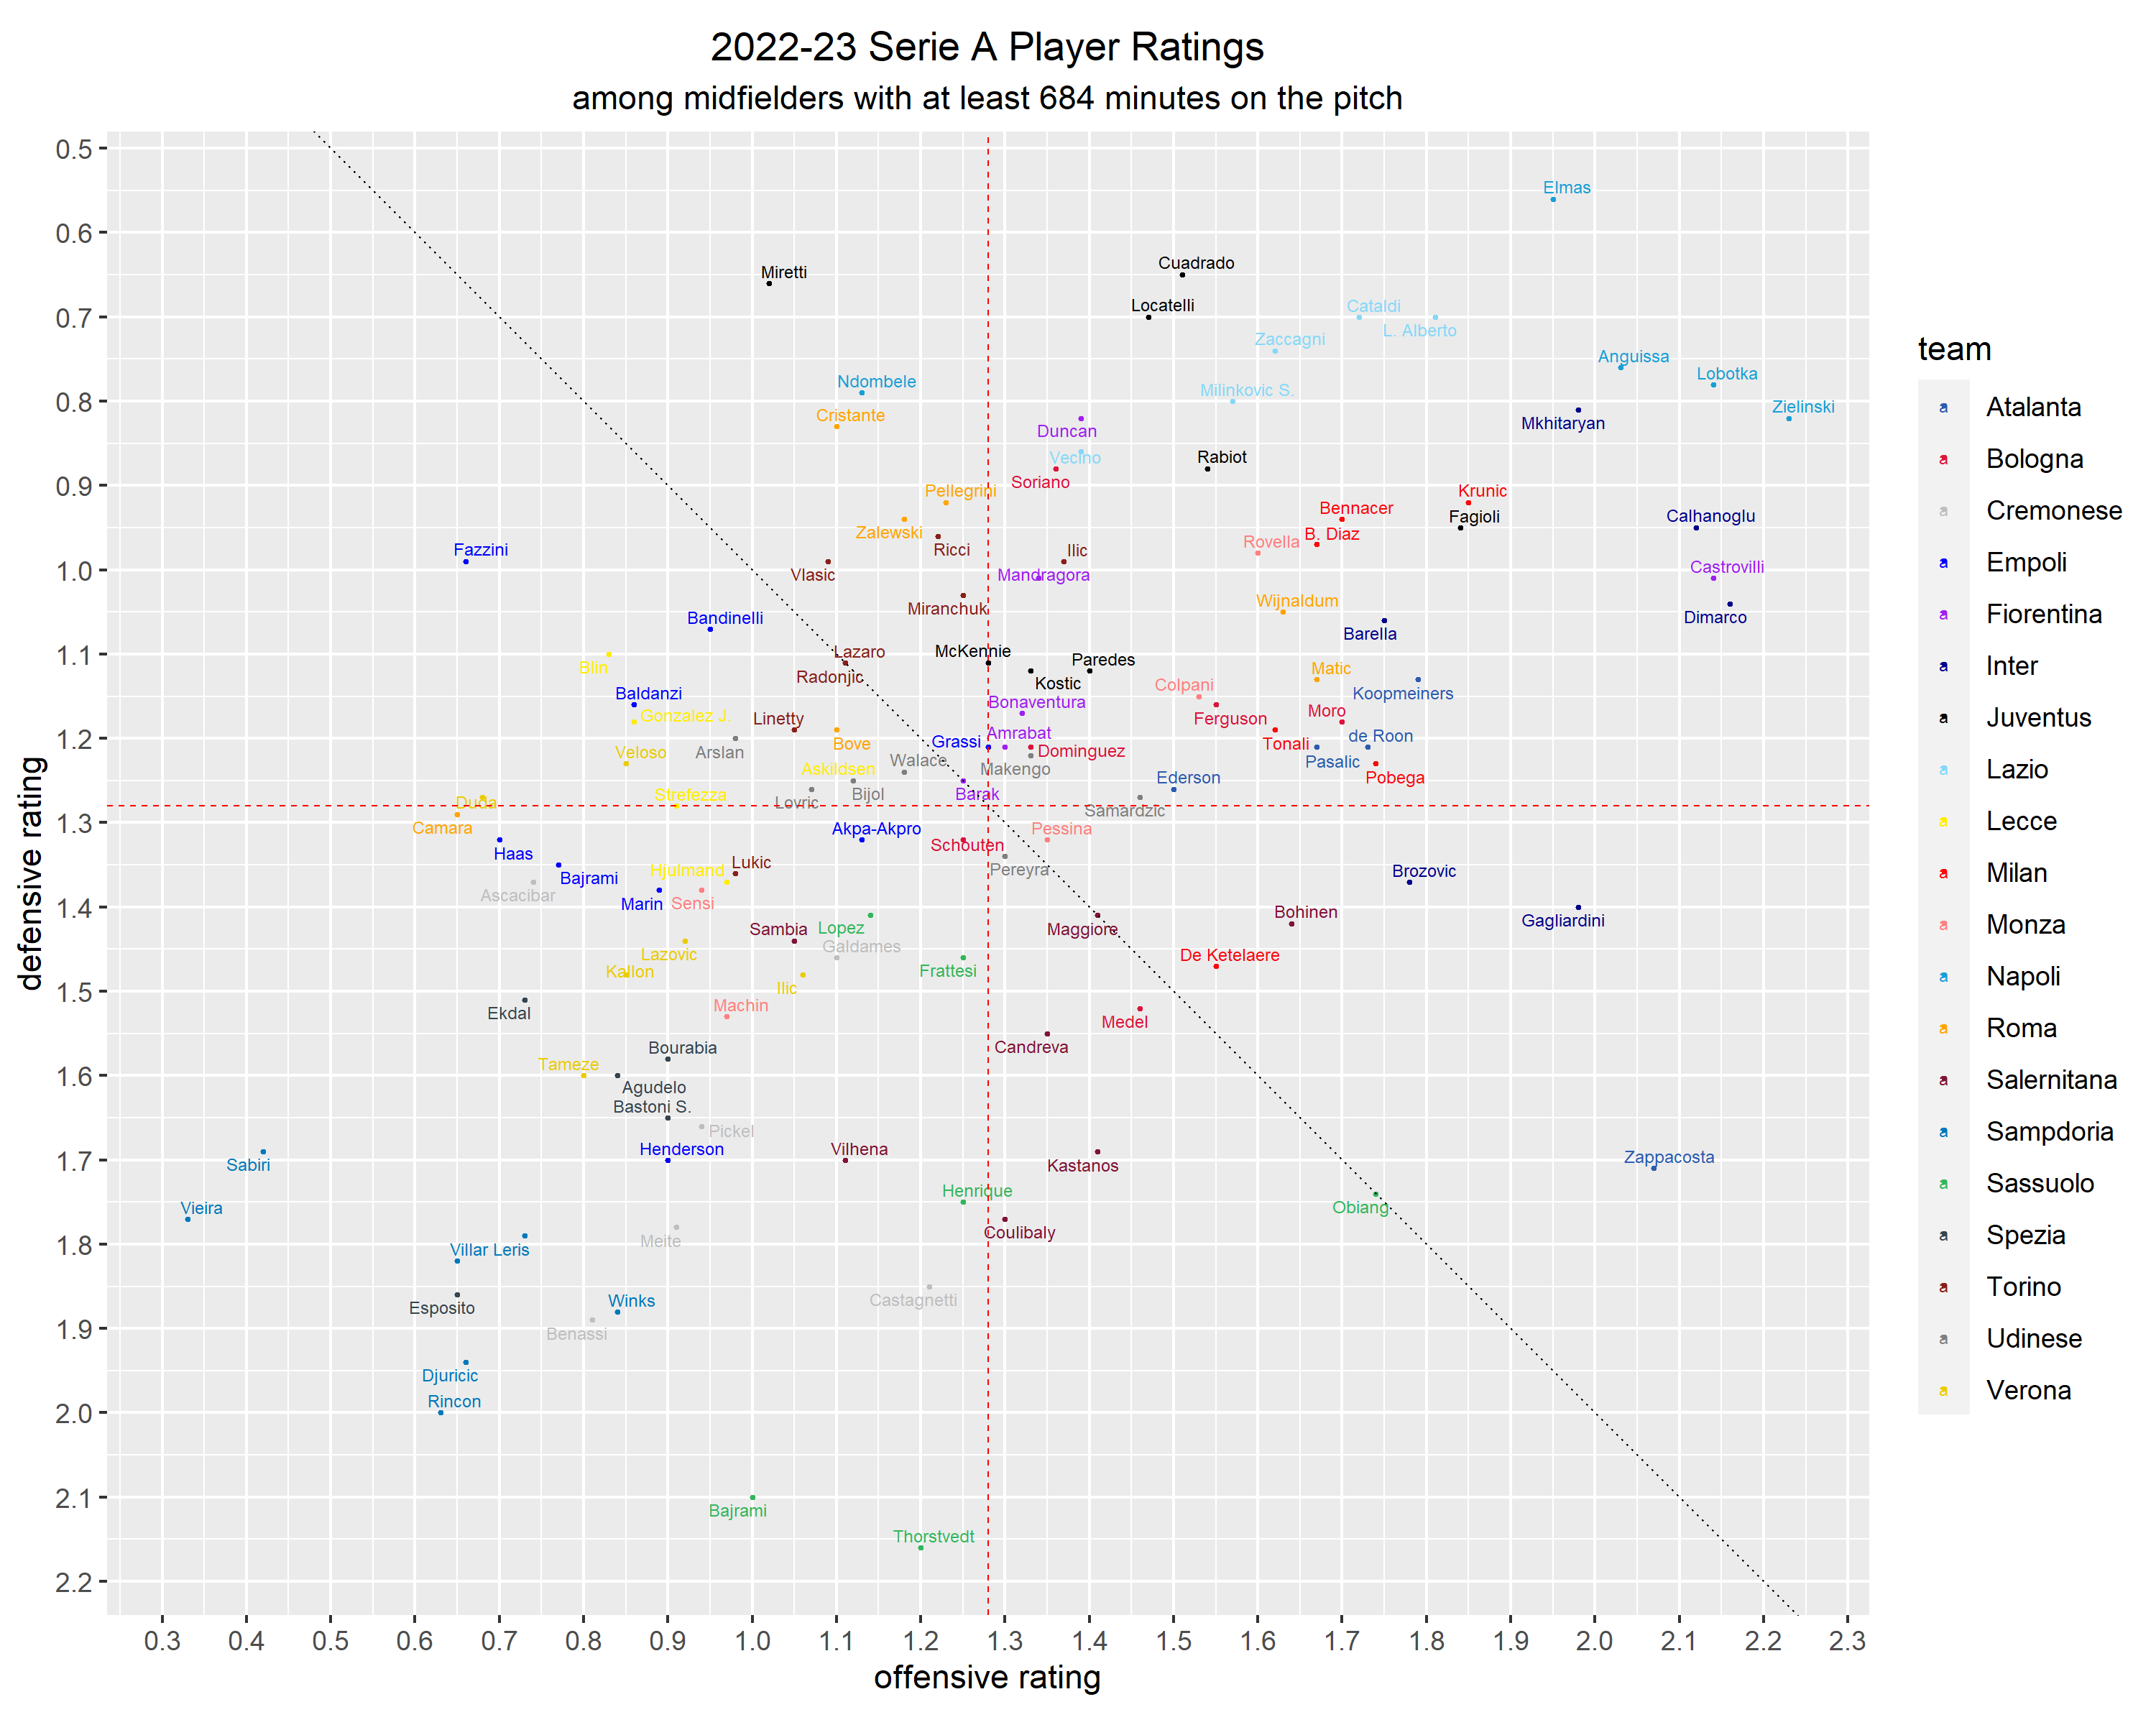 2022-23 Serie A Player Ratings
among midfielders with at least 684 minutes on the pitch
defensive rating
0.5
0.6
0.7
0.8
0.9
1.0
1.1
1.2
1.3
1.4
1.5
1.6
1.7
1.8
1.9
2.0
2.1
2.2
Elmas
Cuadrado
Miretti
Locatelli
Cataldi
L. Alberto
Zaccagni
Anguissa
Lobotka
Ndombele
Milinkovic S.
Zielinski
Cristante
Mkhitaryan
Duncan
Vecino
Rabiot
Soriano
Pellegrini
Krunic
Bennacer
Fagioli
Calhanoglu
Zalewski
B. Diaz
Rovella
Fazzini
Ricci
Ilic
Castrovilli
Vlasic
Mandragora
Wijnaldum
Miranchuk
Bandinelli
Dimarco
Barella
Lazaro
McKennie
Paredes
Blin
Matic
Radonjic
Kostic
Colpani
Baldanzi
Koopmeiners
Bonaventura
Gonzalez J.
Linetty
Moro
Ferguson
Amrabat
de Roon
Bove
Grassi
Tonali
Veloso
Arslan
Dominguez
Walace
Pasalic
Askildsen
Makengo
Ederson
Pobega
Strefezza
Bijol
Barak
Duda
Lovric
Samardzic
Camara
Akpa-Akpro
Pessina
Schouten
Haas
Lukic
Hjulmand
Pereyra
Brozovic
Bajrami
Ascacibar
Marin
Sensi
Bohinen
Gagliardini
Sambia
Lopez
Maggiore
Galdames
Lazovic
De Ketelaere
Kallon
Frattesi
Ilic
Machin
Ekdal
Medel
Bourabia
Candreva
Tameze
Agudelo
Bastoni S.
Pickel
Henderson
Vilhena
Zappacosta
Sabiri
Kastanos
Henrique
Vieira
Obiang
Coulibaly
Meite
Villar Leris
Winks
Castagnetti
Esposito
Benassi
Djuricic
Rincon
Bajrami
Thorstvedt
0.3 0.4 0.5 0.6 0.7 0.8 0.9 1.0 1.1 1.2 1.3 1.4 1.5 1.6 1.7 1.8 1.9 2.0 2.1 2.2 2.3
offensive rating
team
a Atalanta
a Bologna
a Cremonese
a Empoli
a Fiorentina
a Inter
a Juventus
a Lazio
a Lecce
a Milan
a Monza
a Napoli
a Roma
a Salernitana
a Sampdoria
a Sassuolo
a Spezia
a Torino
a Udinese
a Verona